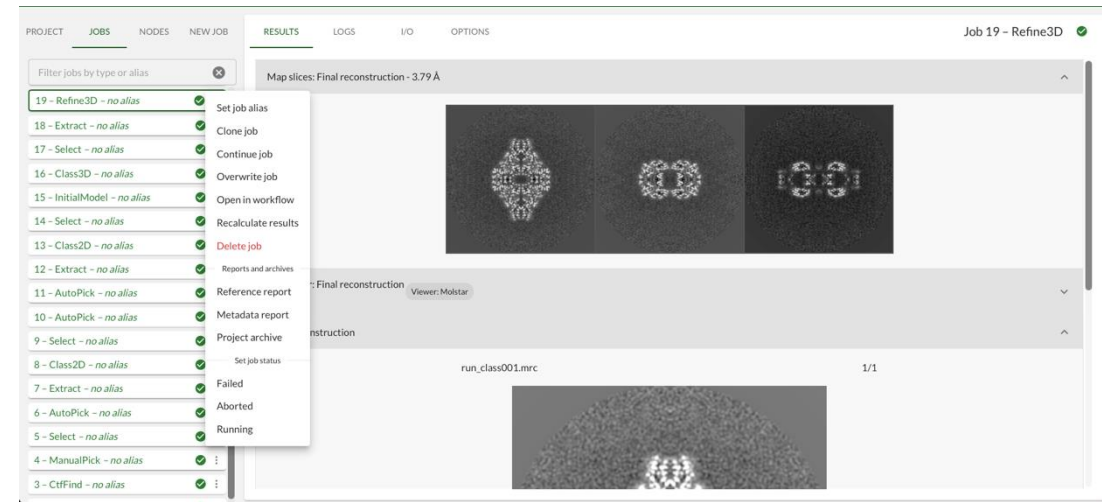 PROJECT JOBS NODES NEW JOB RESULTS LOGS I/O OPTIONS Job 19 – Refine3D
Filter jobs by type or alias
19 – Refine3D – no alias
18 – Extract – no alias
17 – Select – no alias
16 – Class3D – no alias
15 – InitialModel – no alias
14 – Select – no alias
13 – Class2D – no alias
12 – Extract – no alias
11 – AutoPick – no alias
10 – AutoPick – no alias
9 – Select – no alias
8 – Class2D – no alias
7 – Extract – no alias
6 – AutoPick – no alias
5 – Select – no alias
4 – ManualPick – no alias
3 – CtfFind – no alias
Set job alias
Clone job
Continue job
Overwrite job
Open in workflow
Recalculate results
Delete job
Reports and archives
Reference report
Metadata report
Project archive
Set job status
Failed
Aborted
Running
Map slices: Final reconstruction - 3.79 Å
: Final reconstruction Viewer: Molstar
nstruction
run_class001.mrc 1/1